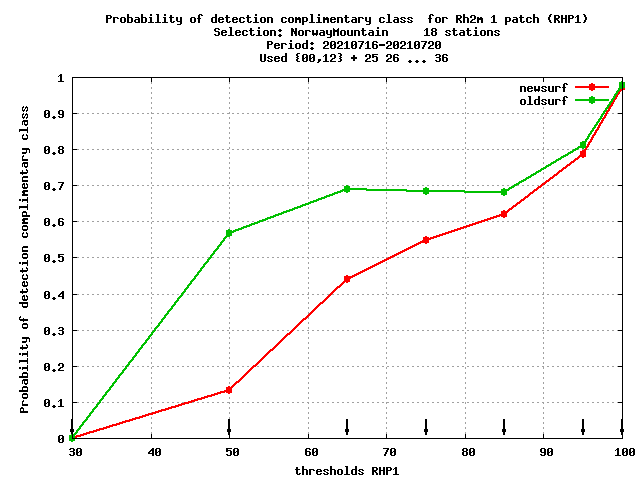 Probability of detection complimentary class  for Rh2m 1 patch (RHP1)
Selection: NorwayMountain     18 stations
Period: 20210716-20210720
Used {00,12} + 25 26 ... 36
newsurf
oldsurf
Probability of detection complimentary class
1
0.9
0.8
0.7
0.6
0.5
0.4
0.3
0.2
0.1
0
30 40 50 60 70 80 90 100
thresholds RHP1